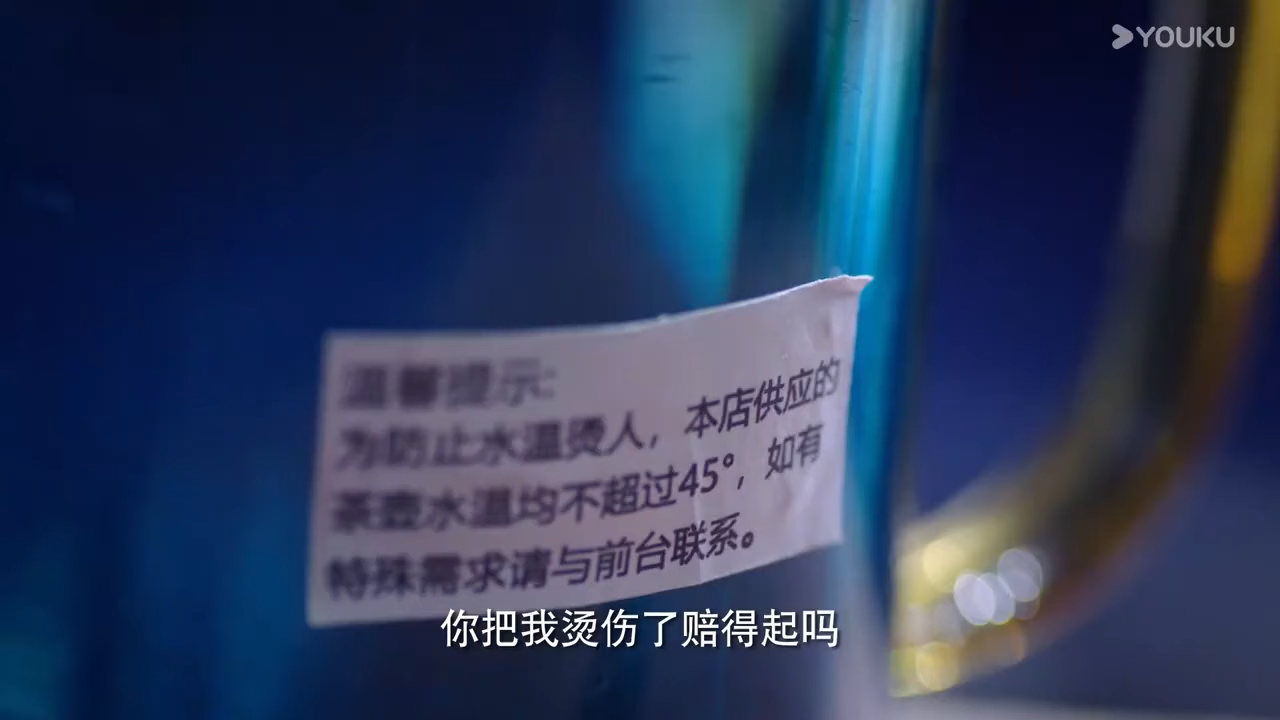 YOUKU
温馨提示:
为防止水温烫人，本店供应的
茶壶水温均不超过45°，如有
特殊需求请与前台联系。
你把我烫伤了赔得起吗